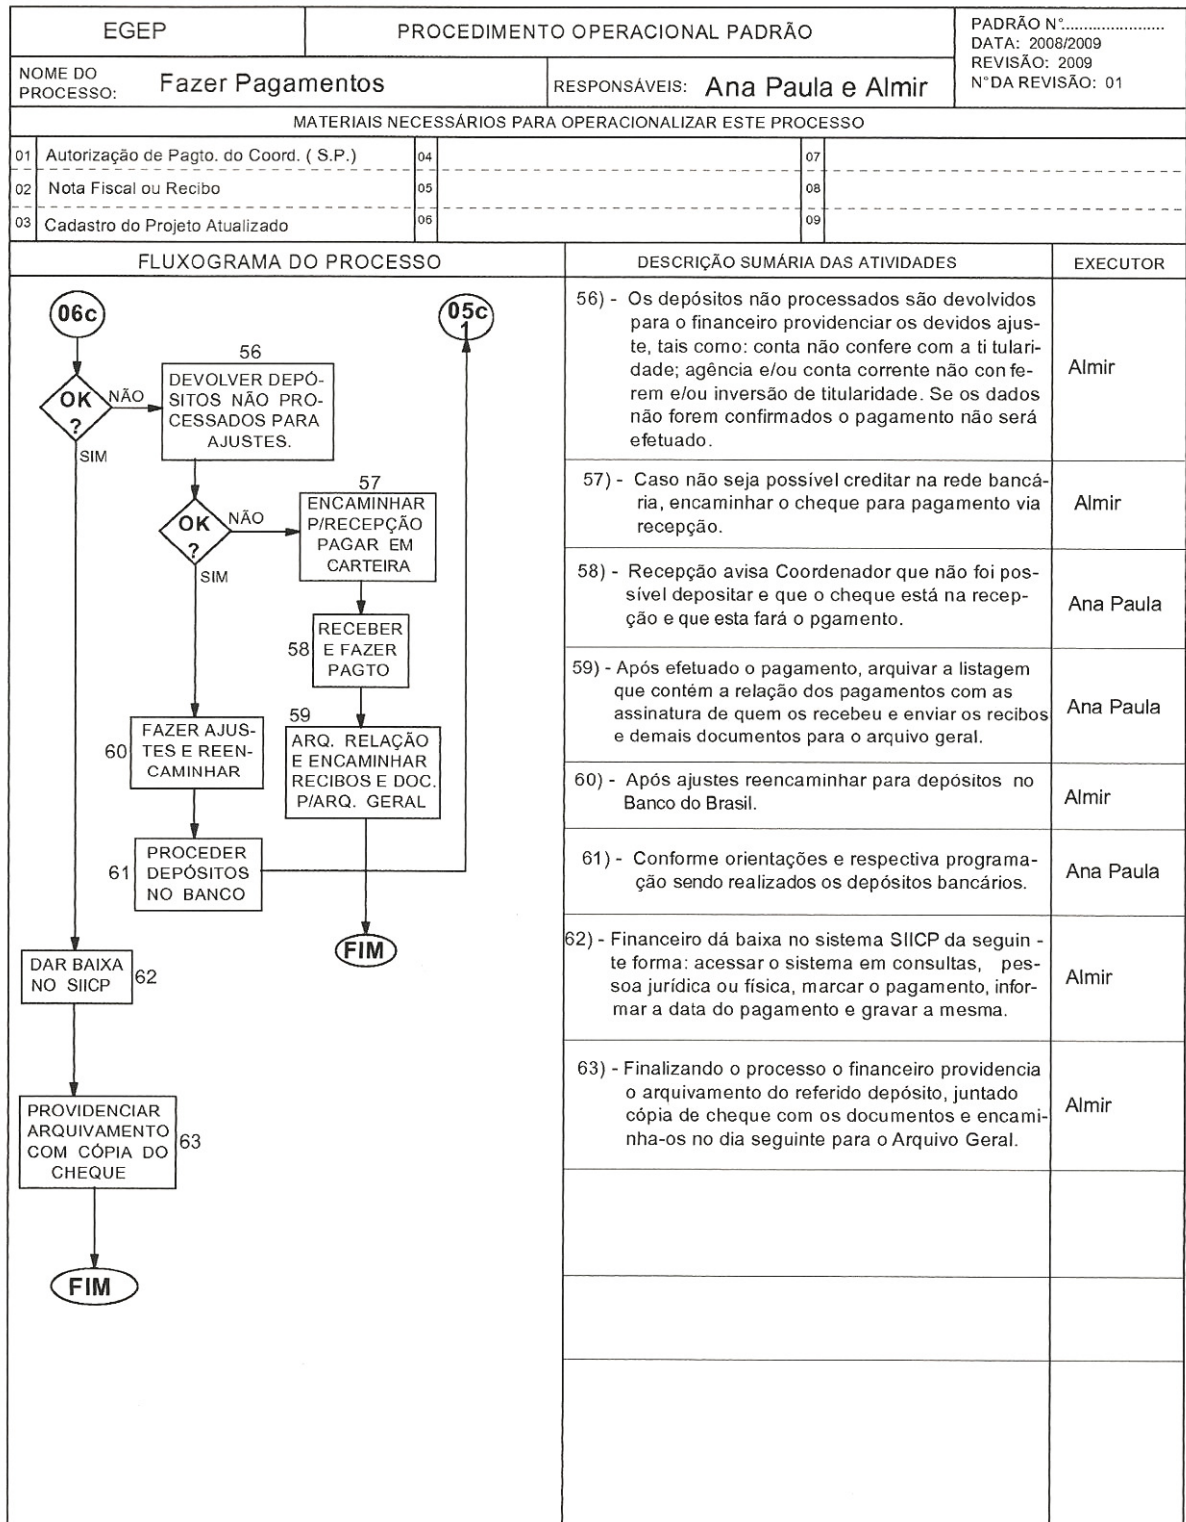 EGEP
PROCEDIMENTO OPERACIONAL PADRÃO
PADRÃO N°.......................
DATA: 2008/2009
REVISÃO: 2009
N°DA REVISÃO: 01
NOME DO
PROCESSO:
Fazer Pagamentos
RESPONSÁVEIS: Ana Paula e Almir
MATERIAIS NECESSÁRIOS PARA OPERACIONALIZAR ESTE PROCESSO
01 Autorização de Pagto. do Coord. ( S.P.)
04
07
02 Nota Fiscal ou Recibo
05
08
03 Cadastro do Projeto Atualizado
06
09
FLUXOGRAMA DO PROCESSO
06c
05c
1
56
DEVOLVER DEPÓ-
SITOS NÃO PRO-
CESSADOS PARA
AJUSTES.
OK
?
NÃO
SIM
57
ENCAMINHAR
P/RECEPÇÃO
PAGAR EM
CARTEIRA
OK
?
NÃO
SIM
58
RECEBER
E FAZER
PAGTO
59
ARQ. RELAÇÃO
E ENCAMINHAR
RECIBOS E DOC.
P/ARQ. GERAL
60
FAZER AJUS-
TES E REEN-
CAMINHAR
61
PROCEDER
DEPÓSITOS
NO BANCO
FIM
DAR BAIXA
NO SIICP
62
PROVIDENCIAR
ARQUIVAMENTO
COM CÓPIA DO
CHEQUE
63
FIM
DESCRIÇÃO SUMÁRIA DAS ATIVIDADES
EXECUTOR
56) - Os depósitos não processados são devolvidos
para o financeiro providenciar os devidos ajus-
te, tais como: conta não confere com a ti tulari-
dade; agência e/ou conta corrente não con fe-
rem e/ou inversão de titularidade. Se os dados
não forem confirmados o pagamento não será
efetuado.
Almir
57) - Caso não seja possível creditar na rede bancá-
ria, encaminhar o cheque para pagamento via
recepção.
Almir
58) - Recepção avisa Coordenador que não foi pos-
sível depositar e que o cheque está na recep-
ção e que esta fará o pgamento.
Ana Paula
59) - Após efetuado o pagamento, arquivar a listagem
que contém a relação dos pagamentos com as
assinatura de quem os recebeu e enviar os recibos
e demais documentos para o arquivo geral.
Ana Paula
60) - Após ajustes reencaminhar para depósitos no
Banco do Brasil.
Almir
61) - Conforme orientações e respectiva programa-
ção sendo realizados os depósitos bancários.
Ana Paula
62) - Financeiro dá baixa no sistema SIICP da seguin -
te forma: acessar o sistema em consultas, pes-
soa jurídica ou física, marcar o pagamento, infor-
mar a data do pagamento e gravar a mesma.
Almir
63) - Finalizando o processo o financeiro providencia
o arquivamento do referido depósito, juntado
cópia de cheque com os documentos e encami-
nha-os no dia seguinte para o Arquivo Geral.
Almir